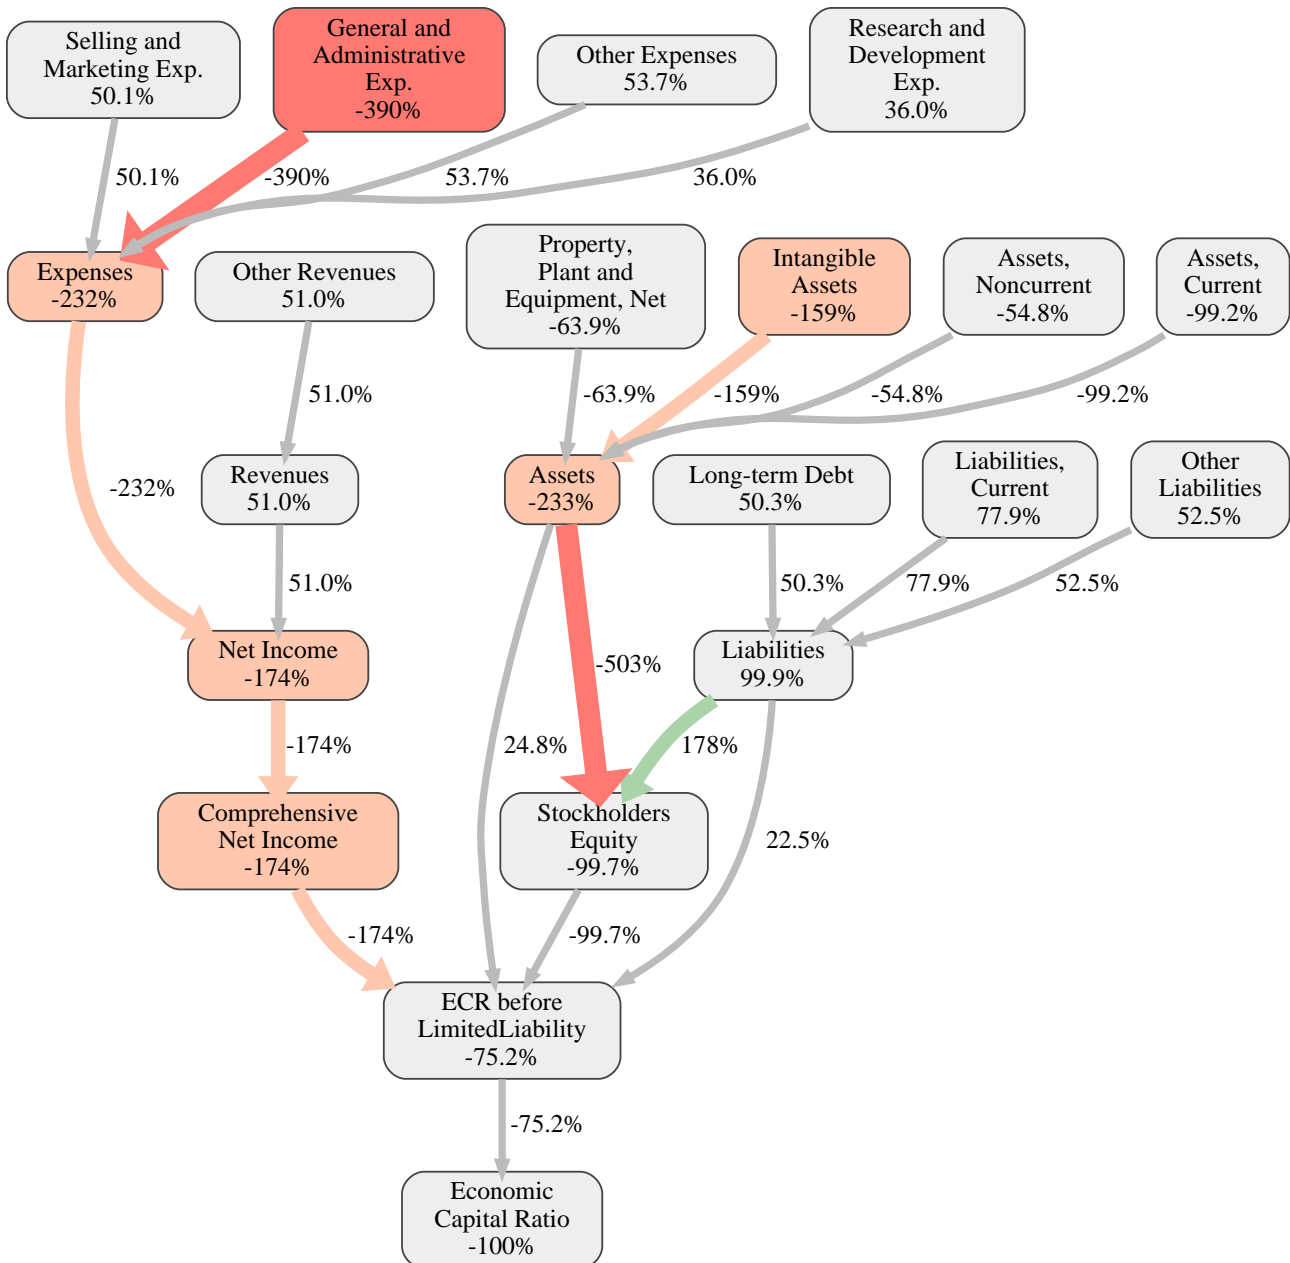 Selling and
Marketing Exp.
50.1%
General and
Administrative
Exp.
-390%
Other Expenses
53.7%
Research and
Development
Exp.
36.0%
50.1%
-390%
53.7%
36.0%
Expenses
-232%
Other Revenues
51.0%
Property,
Plant and
Equipment, Net
-63.9%
Intangible
Assets
-159%
Assets,
Noncurrent
-54.8%
Assets,
Current
-99.2%
51.0%
-63.9%
-159%
-54.8%
-99.2%
-232%
Revenues
51.0%
Assets
-233%
Long-term Debt
50.3%
Liabilities,
Current
77.9%
Other
Liabilities
52.5%
51.0%
50.3%
77.9%
52.5%
Net Income
-174%
-503%
Liabilities
99.9%
-174%
24.8%
178%
Comprehensive
Net Income
-174%
Stockholders
Equity
-99.7%
22.5%
-174%
-99.7%
ECR before
LimitedLiability
-75.2%
-75.2%
Economic
Capital Ratio
-100%